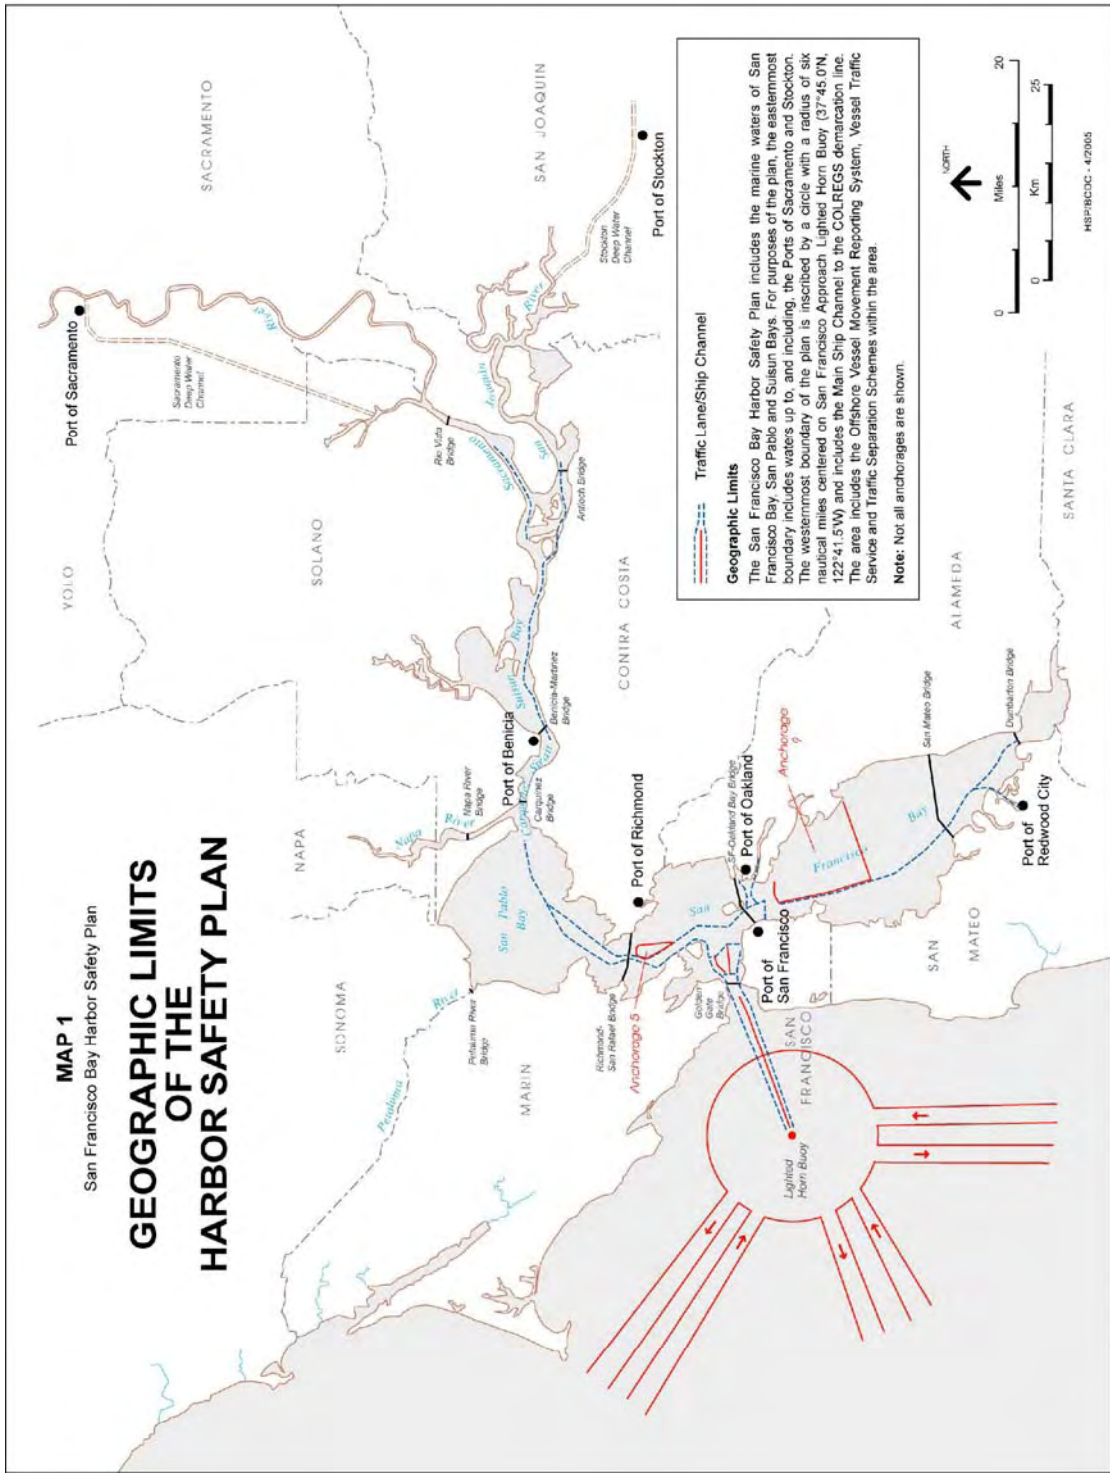 MAP 1
San Francisco Bay Harbor Safety Plan
GEOGRAPHIC LIMITS
OF THE
HARBOR SAFETY PLAN
YOLO
SACRAMENTO
SOLANO
NAPA
SONOMA
MARIN
SAN JOAQUIN
CONTRA COSTA
ALAMEDA
SANTA CLARA
SAN
MATEO
SAN
FRANCISCO
Port of Sacramento
Sacramento
Deep Water
Channel
River
Rio Vista
Bridge
Sacramento
San
Joaquin
River
Antioch Bridge
Stockton
Deep Water
Channel
Port of Stockton
Suisun
Bay
Benicia-Martinez
Bridge
Port of Benicia
Strait
Carquinez
Bridge
Napa River
Bridge
Napa
River
San Pablo
Bay
Petaluma
River
Petaluma River
Bridge
Richmond-
San Rafael Bridge
Port of Richmond
Anchorage 5
Golden
Gate
Bridge
San
Francisco
Bay
SF-Oakland Bay Bridge
Port of Oakland
Port of
San Francisco
Anchorage
9
San Mateo Bridge
Dumbarton Bridge
Port of
Redwood City
Lighted
Horn Buoy
Traffic Lane/Ship Channel
Geographic Limits
The San Francisco Bay Harbor Safety Plan includes the marine waters of San
Francisco Bay, San Pablo and Suisun Bays. For purposes of the plan, the easternmost
boundary includes waters up to, and including, the Ports of Sacramento and Stockton.
The westernmost boundary of the plan is inscribed by a circle with a radius of six
nautical miles centered on San Francisco Approach Lighted Horn Buoy (37°45.0'N,
122°41.5'W) and includes the Main Ship Channel to the COLREGS demarcation line.
The area includes the Offshore Vessel Movement Reporting System, Vessel Traffic
Service and Traffic Separation Schemes within the area.
Note: Not all anchorages are shown.
NORTH
Miles
0
20
Km
0
25
HSP/BCDC - 4/2005